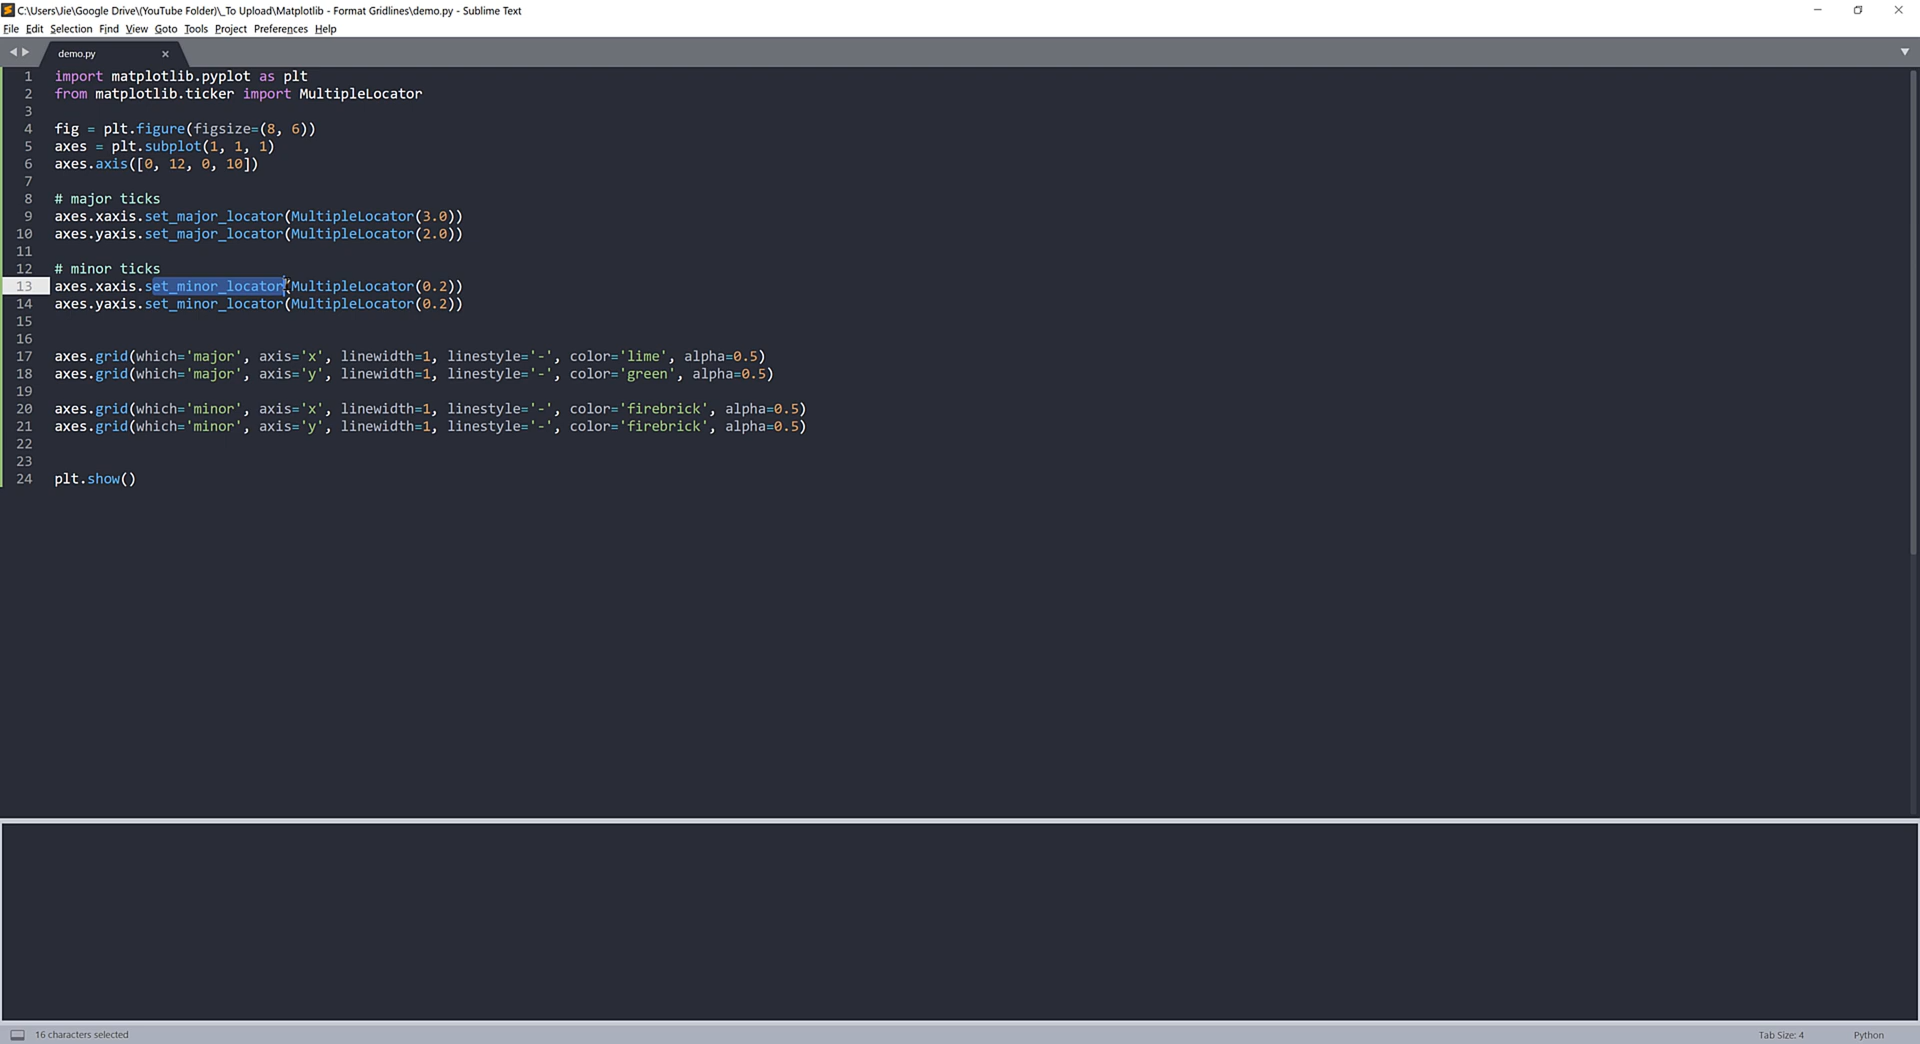 C:\Users\Jie\Google Drive\(YouTube Folder)\_To Upload\Matplotlib - Format Gridlines\demo.py - Sublime Text
File Edit Selection Find View Goto Tools Project Preferences Help
demo.py
1 import matplotlib.pyplot as plt
2 from matplotlib.ticker import MultipleLocator
3
4 fig = plt.figure(figsize=(8, 6))
5 axes = plt.subplot(1, 1, 1)
6 axes.axis([0, 12, 0, 10])
7
8 # major ticks
9 axes.xaxis.set_major_locator(MultipleLocator(3.0))
10 axes.yaxis.set_major_locator(MultipleLocator(2.0))
11
12 # minor ticks
13 axes.xaxis.set_minor_locator(MultipleLocator(0.2))
14 axes.yaxis.set_minor_locator(MultipleLocator(0.2))
15
16
17 axes.grid(which='major', axis='x', linewidth=1, linestyle='-', color='lime', alpha=0.5)
18 axes.grid(which='major', axis='y', linewidth=1, linestyle='-', color='green', alpha=0.5)
19
20 axes.grid(which='minor', axis='x', linewidth=1, linestyle='-', color='firebrick', alpha=0.5)
21 axes.grid(which='minor', axis='y', linewidth=1, linestyle='-', color='firebrick', alpha=0.5)
22
23
24 plt.show()
16 characters selected
Tab Size: 4
Python